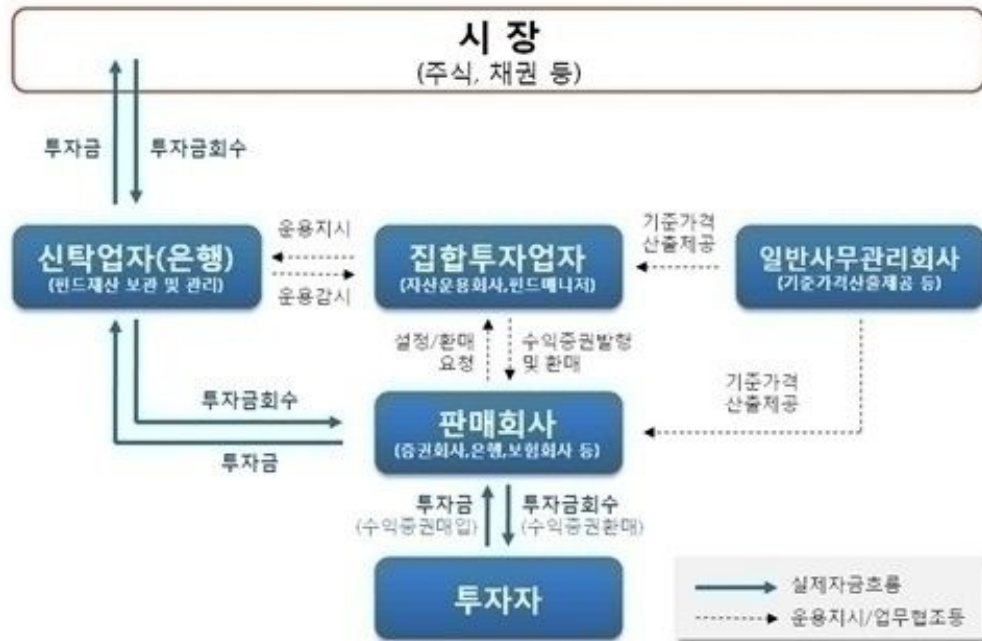 시 장
(주식, 채권 등)
투자금
투자금회수
신탁업자(은행)
(펀드재산 보관 및 관리)
운용지시
운용감시
집합투자업자
(자산운용회사,펀드매니저)
기준가격
산출제공
일반사무관리회사
(기준가격산출제공 등)
설정/환매
요청
수익증권발행
및 환매
기준가격
산출제공
투자금회수
투자금
판매회사
(증권회사,은행,보험회사 등)
투자금
(수익증권매입)
투자금회수
(수익증권환매)
투자자
실제자금흐름
운용지시/업무협조등